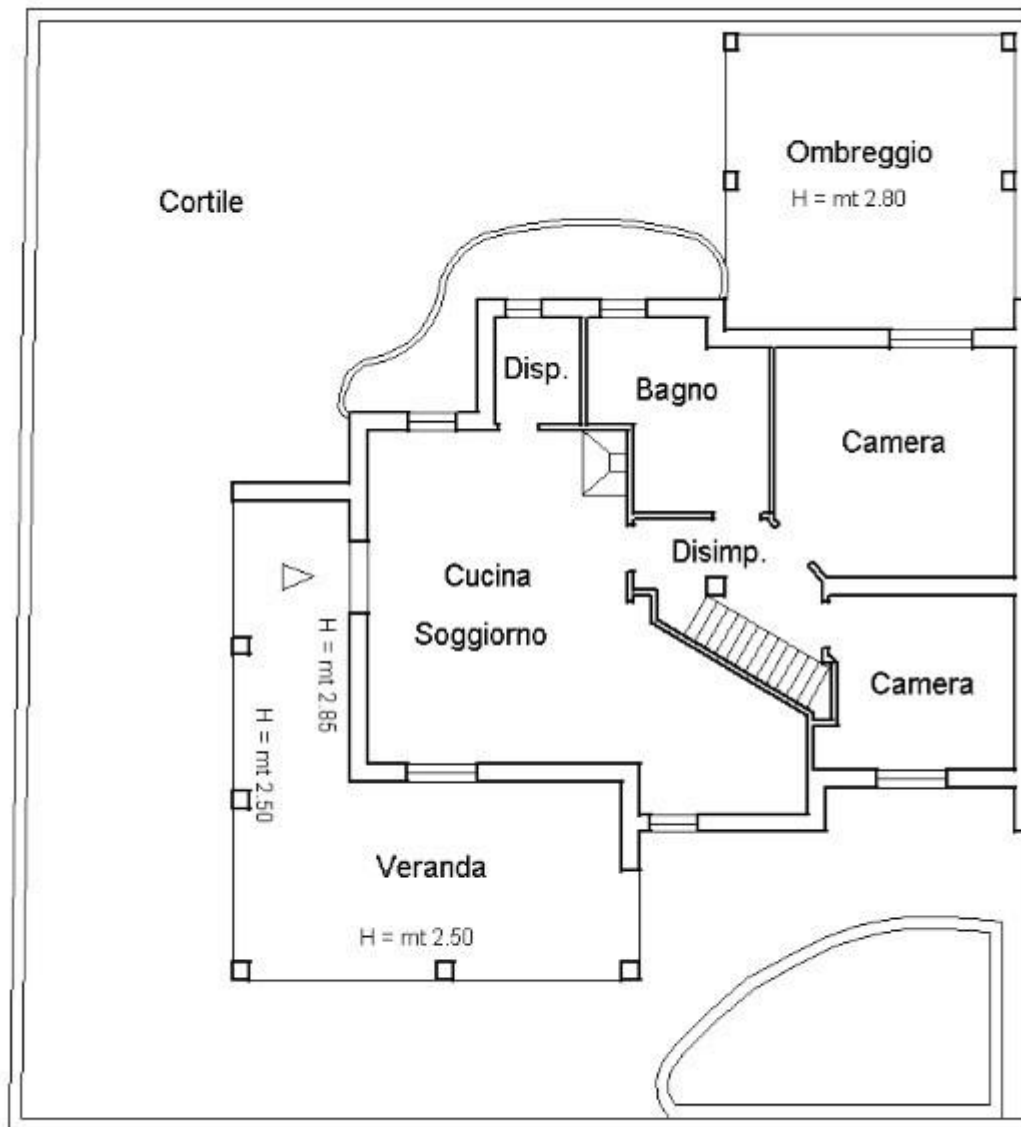 Ombreggio
H = mt 2.80
Cortile
Disp.
Bagno
Camera
Disimp.
Cucina
Soggiorno
H = mt 2.85
H = mt 2.50
Camera
Veranda
H = mt 2.50